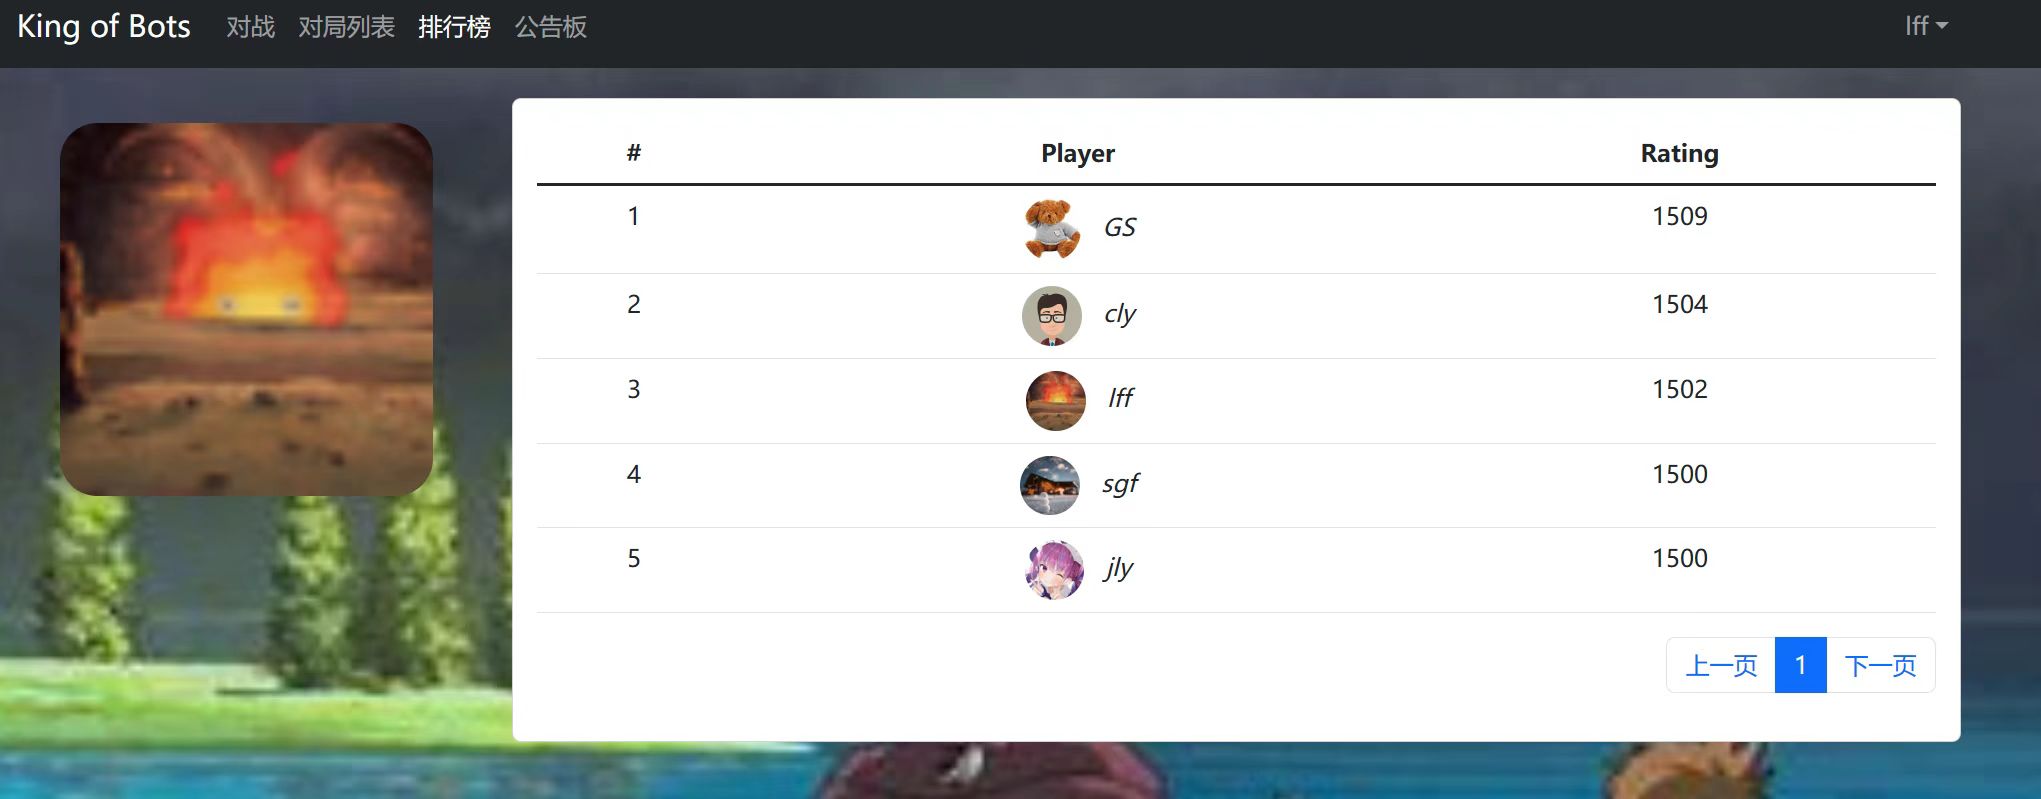 King of Bots 对战 对局列表 排行榜 公告板 lff
# Player Rating
1 GS 1509
2 cly 1504
3 lff 1502
4 sgf 1500
5 jly 1500
上一页 1 下一页